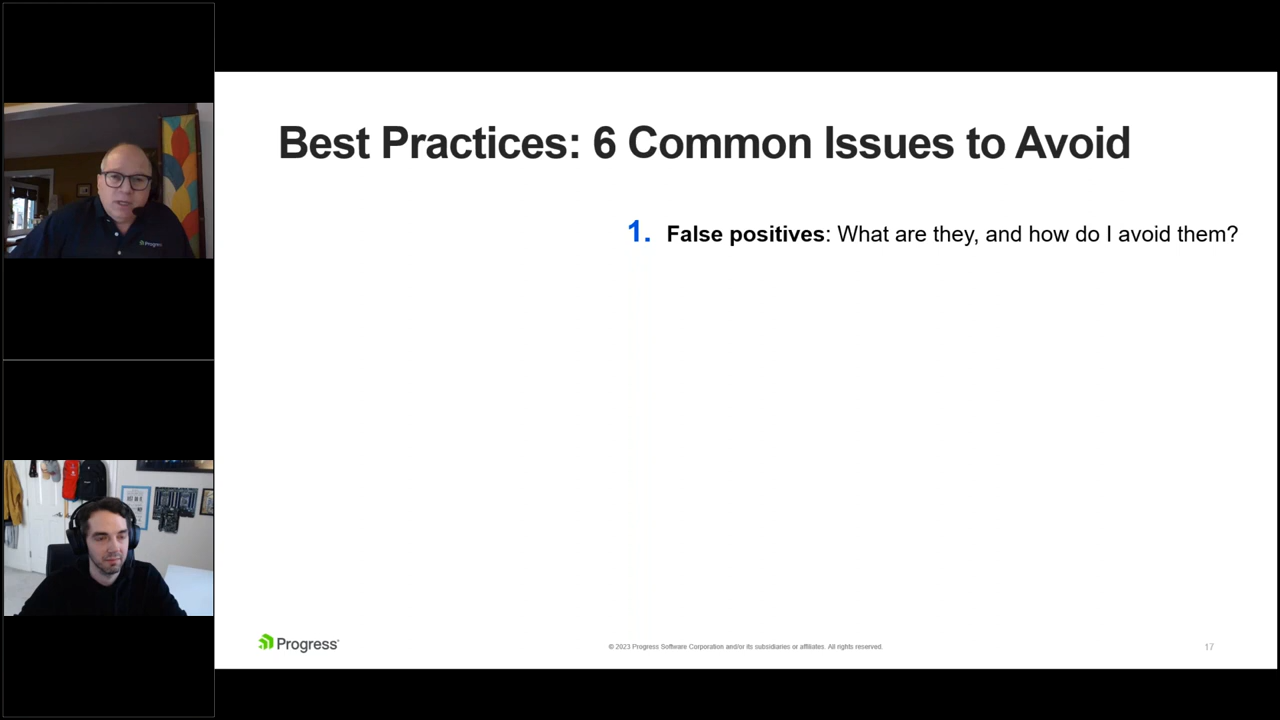 Best Practices: 6 Common Issues to Avoid
1. False positives: What are they, and how do I avoid them?
Progress
Progress
© 2023 Progress Software Corporation and/or its subsidiaries or affiliates. All rights reserved.
17